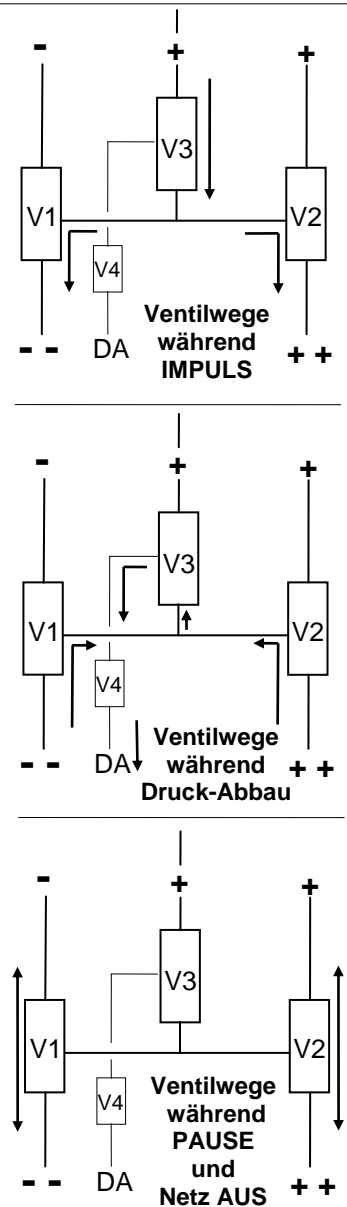 - + +
V3
V1 V2
V4
Ventilwege
während
IMPULS
- - DA + +
- + +
V3
V1 V2
V4
Ventilwege
während
Druck-Abbau
- - DA + +
- + +
V3
V1 V2
V4
Ventilwege
während
PAUSE
und
Netz AUS
- - DA + +